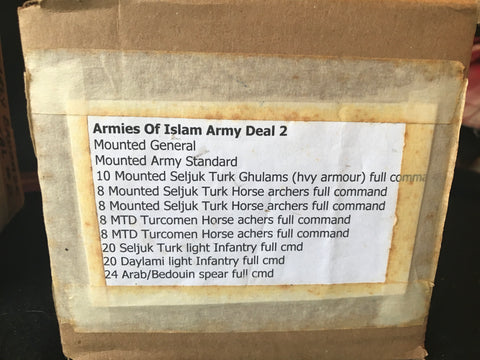 Armies Of Islam Army Deal 2
Mounted General
Mounted Army Standard
10 Mounted Seljuk Turk Ghulams (hvy armour) full comma
8 Mounted Seljuk Turk Horse archers full command
8 Mounted Seljuk Turk Horse archers full command
8 MTD Turcomen Horse achers full command
8 MTD Turcomen Horse achers full command
20 Seljuk Turk light Infantry full cmd
20 Daylami light Infantry full cmd
24 Arab/Bedouin spear full cmd